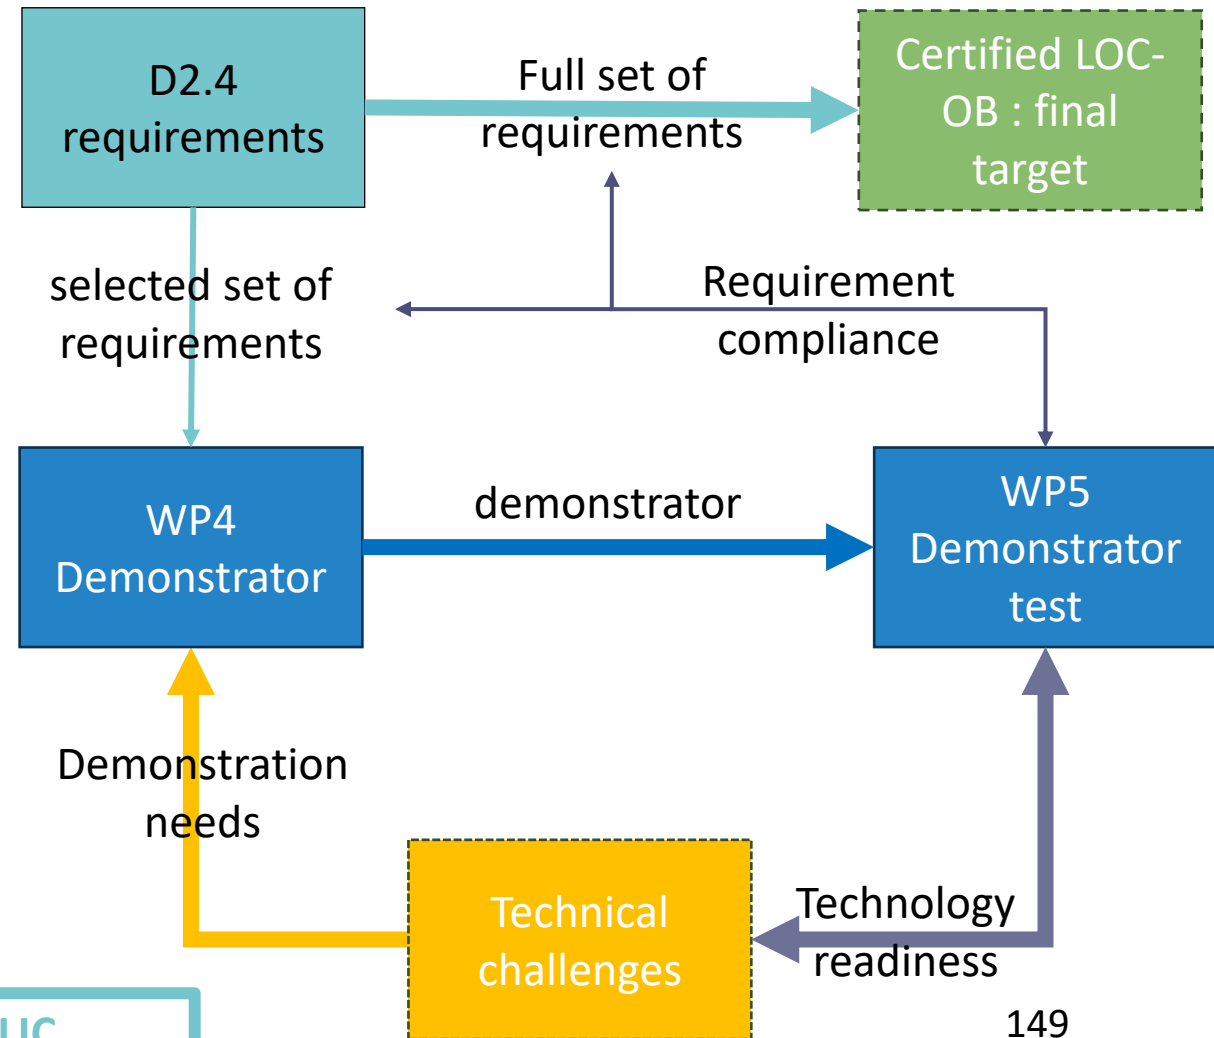 D2.4
requirements
Full set of
requirements
Certified LOC-
OB : final
target
selected set of
requirements
Requirement
compliance
WP4
Demonstrator
demonstrator
WP5
Demonstrator
test
Demonstration
needs
Technical
challenges
Technology
readiness
149